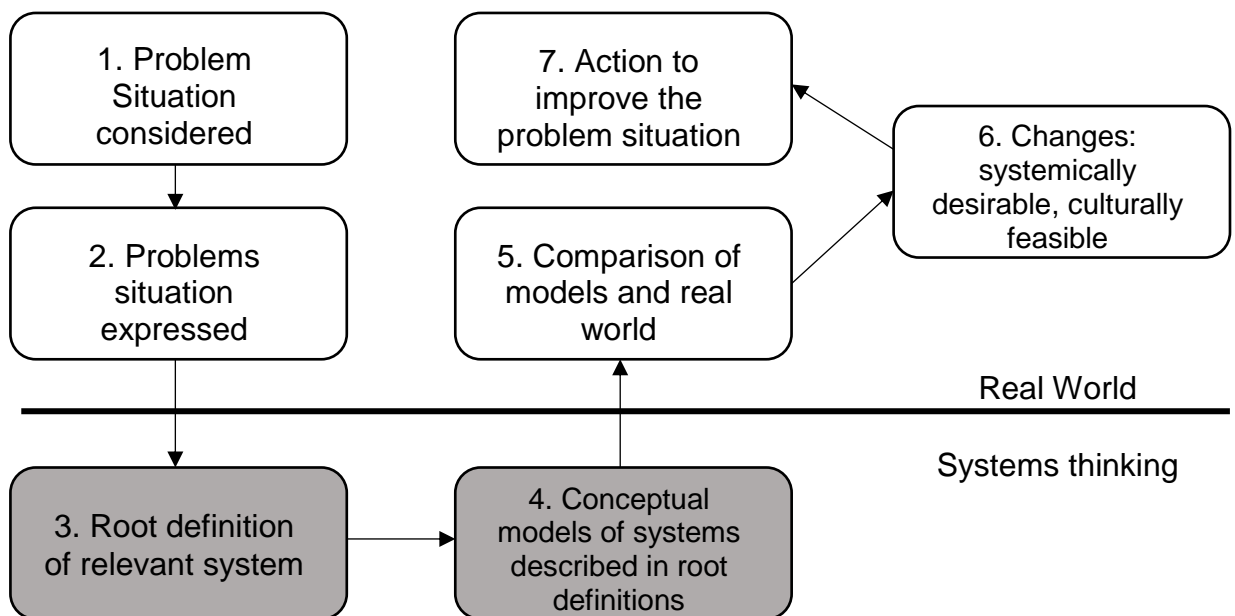 1. Problem
Situation
considered
2. Problems
situation
expressed
3. Root definition
of relevant system
4. Conceptual
models of systems
described in root
definitions
5. Comparison of
models and real
world
6. Changes:
systemically
desirable, culturally
feasible
7. Action to
improve the
problem situation
Real World
Systems thinking